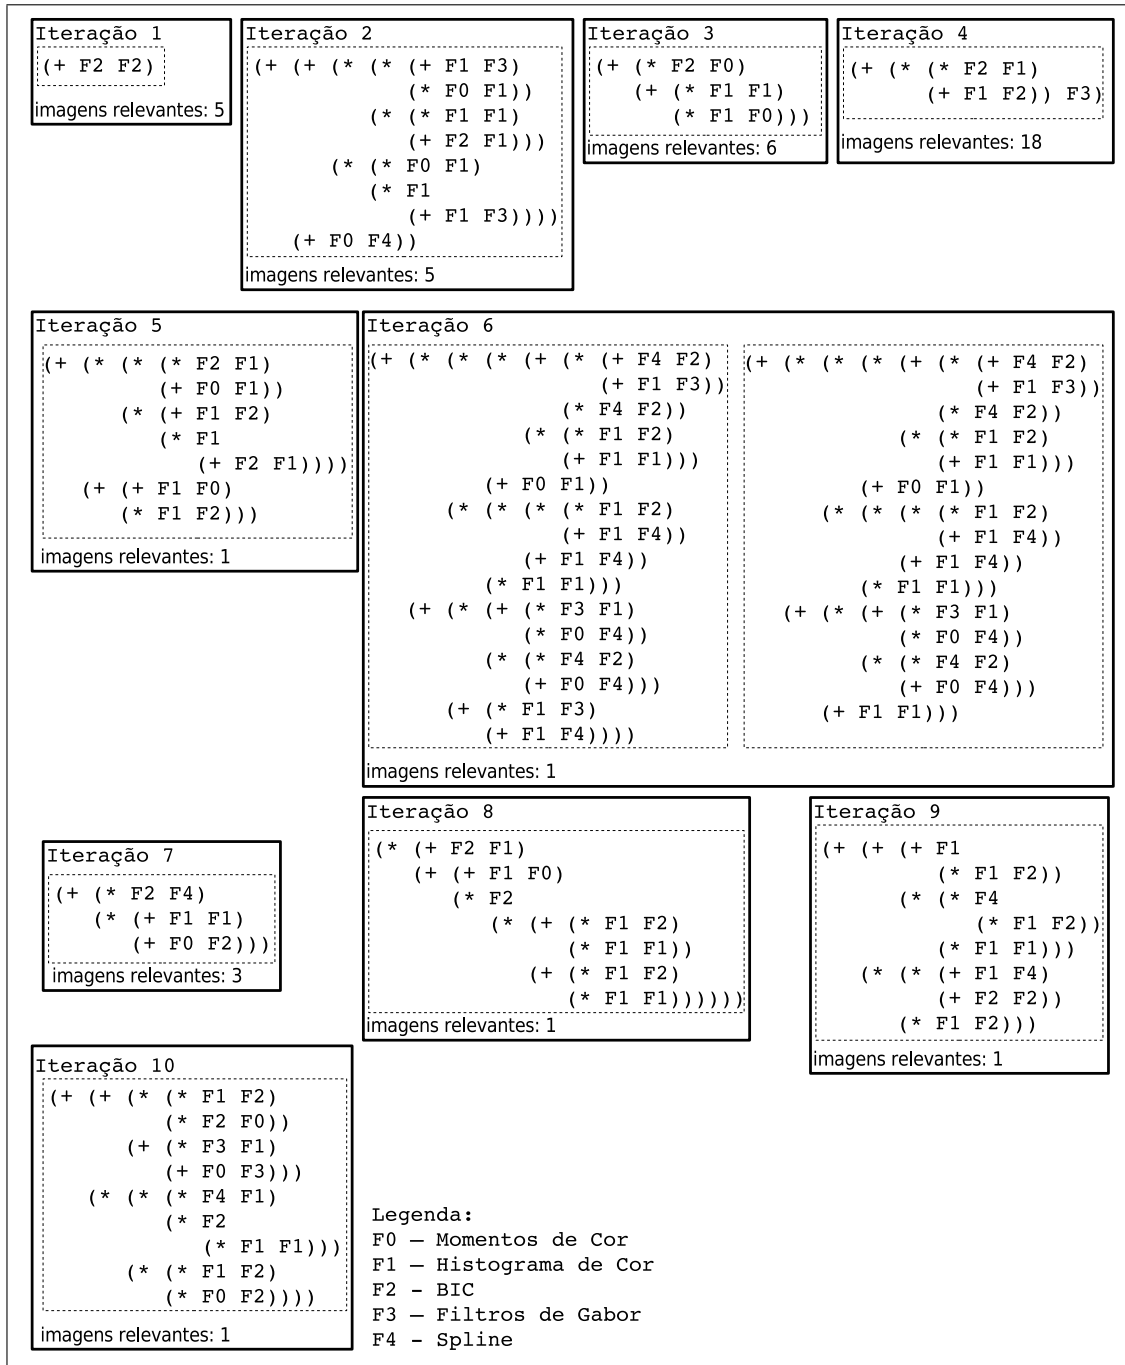 Iteração 1
(+ F2 F2)
imagens relevantes: 5
Iteração 2
(+ (+ (* (* (+ F1 F3)
(* F0 F1))
(* (* F1 F1)
(+ F2 F1)))
(* (* F0 F1)
(* F1
(+ F1 F3))))
(+ F0 F4))
imagens relevantes: 5
Iteração 3
(+ (* F2 F0)
(+ (* F1 F1)
(* F1 F0)))
imagens relevantes: 6
Iteração 4
(+ (* (* F2 F1)
(+ F1 F2)) F3)
imagens relevantes: 18
Iteração 5
(+ (* (* (* F2 F1)
(+ F0 F1))
(* (+ F1 F2)
(* F1
(+ F2 F1))))
(+ (+ F1 F0)
(* F1 F2)))
imagens relevantes: 1
Iteração 6
(+ (* (* (* (+ (* (+ F4 F2)
(+ F1 F3))
(* F4 F2))
(* (* F1 F2)
(+ F1 F1)))
(+ F0 F1))
(* (* (* (* F1 F2)
(+ F1 F4))
(+ F1 F4))
(* F1 F1)))
(+ (* (+ (* F3 F1)
(* F0 F4))
(* (* F4 F2)
(+ F0 F4)))
(+ (* F1 F3)
(+ F1 F4))))
(+ (* (* (* (+ (* (+ F4 F2)
(+ F1 F3))
(* F4 F2))
(* (* F1 F2)
(+ F1 F1)))
(+ F0 F1))
(* (* (* (* F1 F2)
(+ F1 F4))
(+ F1 F4))
(* F1 F1)))
(+ (* (+ (* F3 F1)
(* F0 F4))
(* (* F4 F2)
(+ F0 F4)))
(+ F1 F1)))
imagens relevantes: 1
Iteração 7
(+ (* F2 F4)
(* (+ F1 F1)
(+ F0 F2)))
imagens relevantes: 3
Iteração 8
(* (+ F2 F1)
(+ (+ F1 F0)
(* F2
(* (+ (* F1 F2)
(* F1 F1))
(+ (* F1 F2)
(* F1 F1))))))
imagens relevantes: 1
Iteração 9
(+ (+ (+ F1
(* F1 F2))
(* (* F4
(* F1 F2))
(* F1 F1)))
(* (* (+ F1 F4)
(+ F2 F2))
(* F1 F2)))
imagens relevantes: 1
Iteração 10
(+ (+ (* (* F1 F2)
(* F2 F0))
(+ (* F3 F1)
(+ F0 F3)))
(* (* (* F4 F1)
(* F2
(* F1 F1)))
(* (* F1 F2)
(* F0 F2))))
imagens relevantes: 1
Legenda:
F0 — Momentos de Cor
F1 — Histograma de Cor
F2 - BIC
F3 — Filtros de Gabor
F4 - Spline